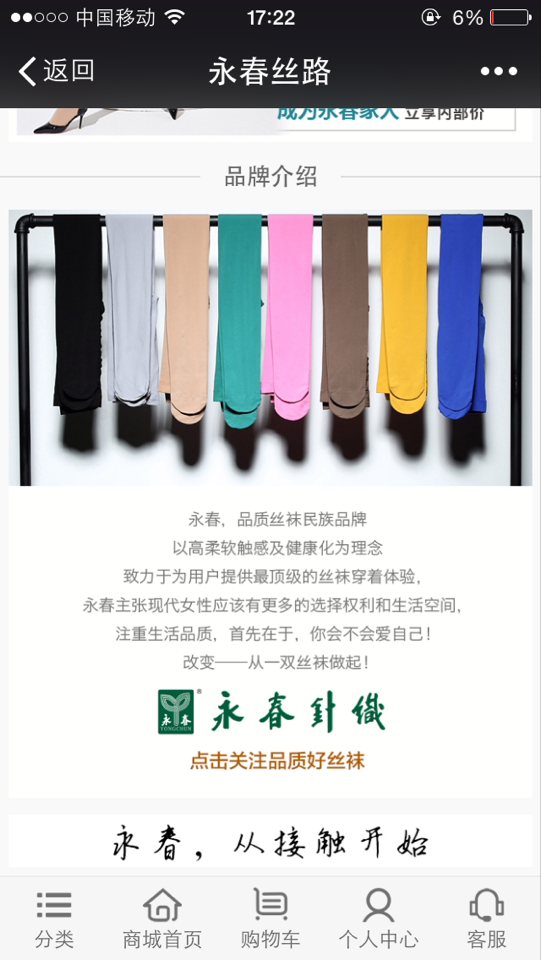 中国移动 17:22 6%
返回 永春丝路
成为永春家人 立享内部价
品牌介绍
永春，品质丝袜民族品牌
以高柔软触感及健康化为理念
致力于为用户提供最顶级的丝袜穿着体验，
永春主张现代女性应该有更多的选择权利和生活空间，
注重生活品质，首先在于，你会不会爱自己！
改变——从一双丝袜做起！
永春 YONGCHUN ® 永春針織
点击关注品质好丝袜
永春，从接触开始
分类 商城首页 购物车 个人中心 客服